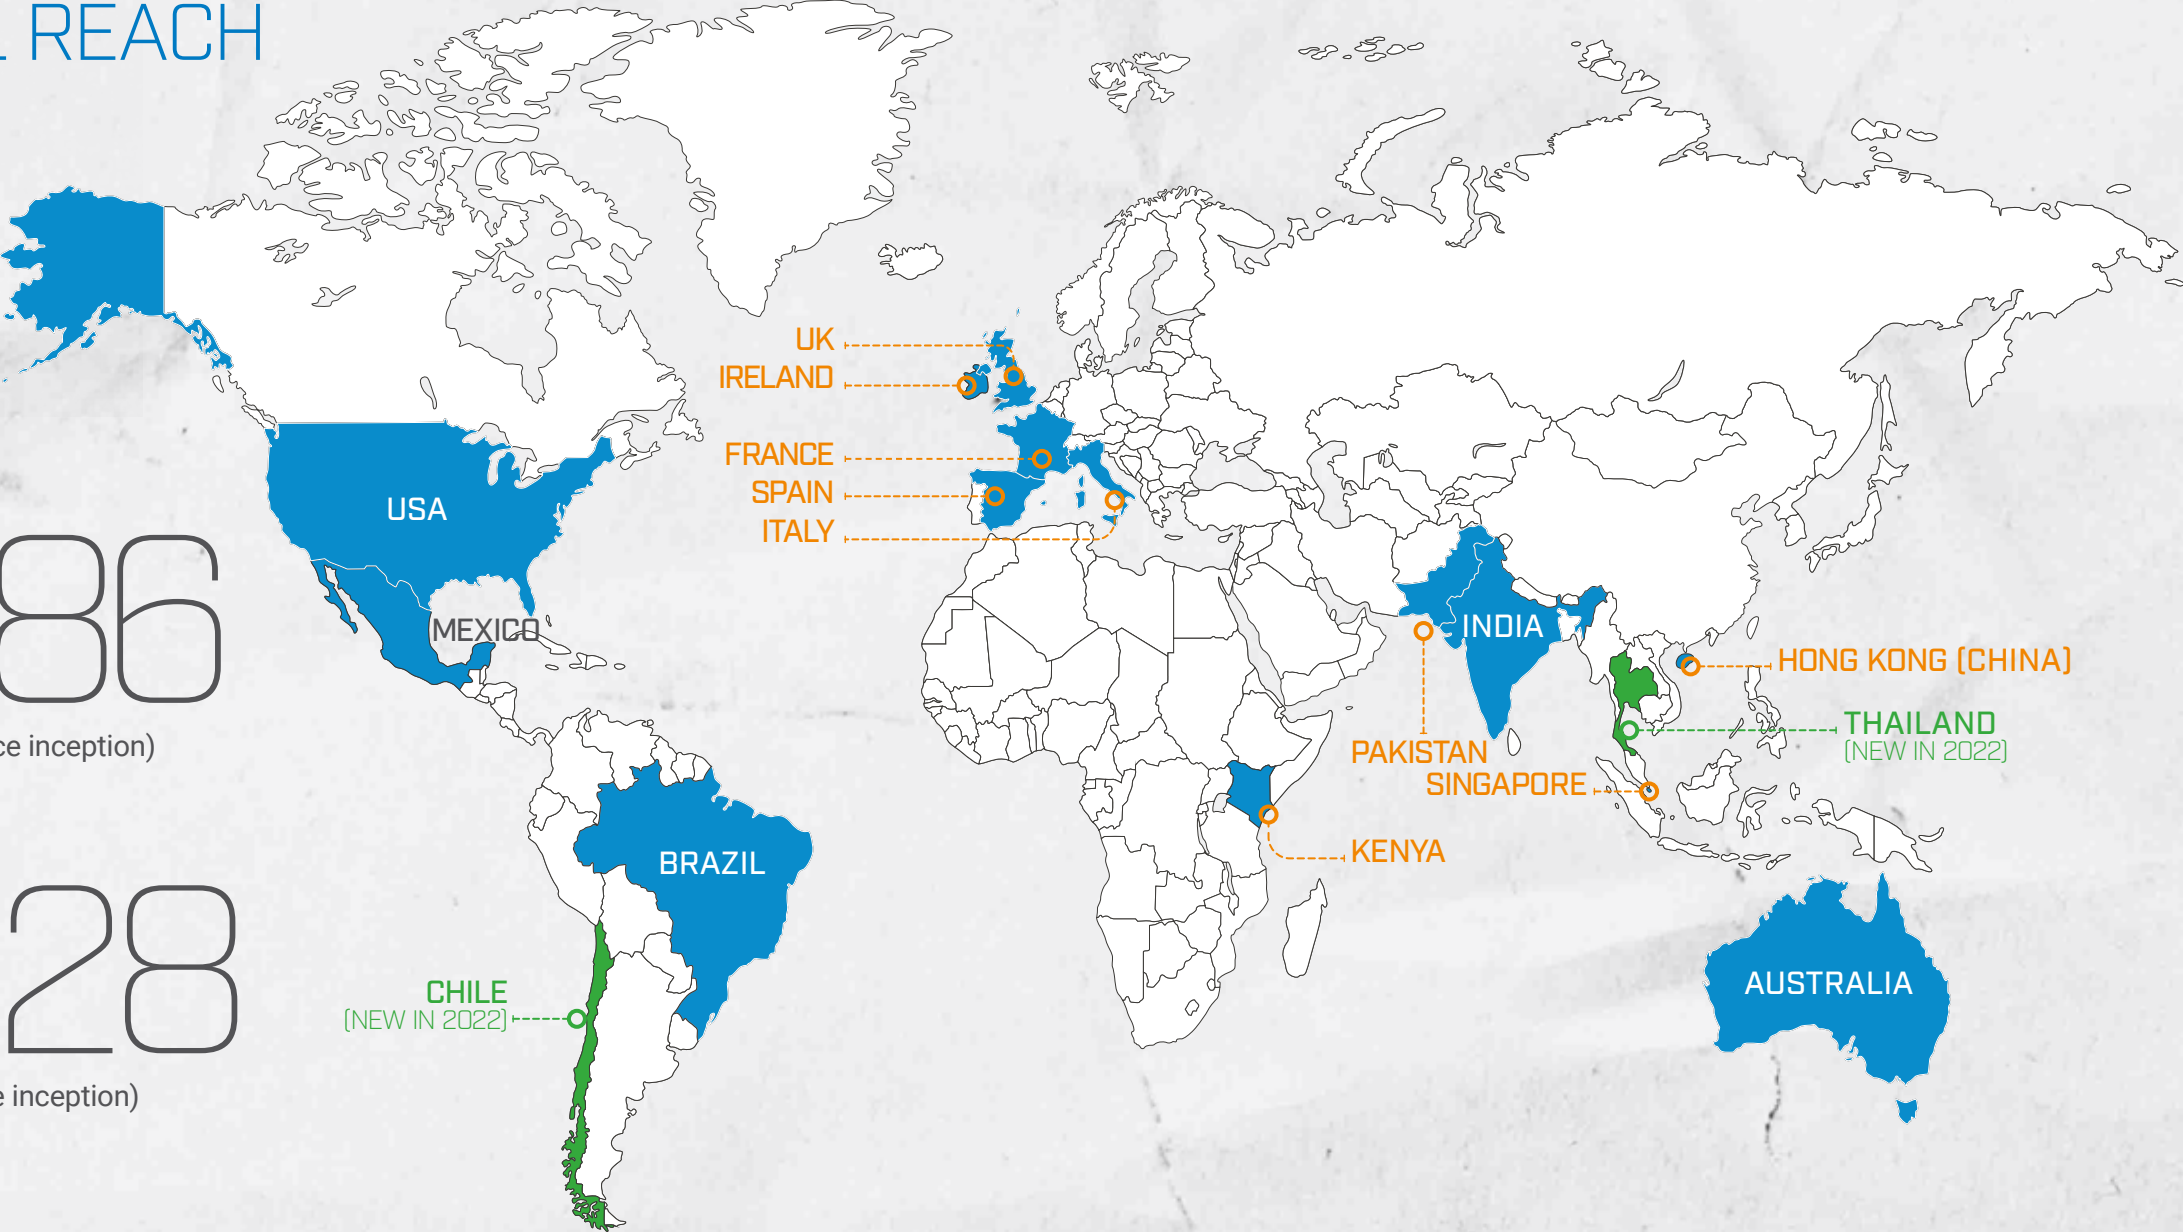 REACH
UK
IRELAND
FRANCE
SPAIN
ITALY
USA
MEXICO
86
inception)
INDIA
HONG KONG (CHINA)
THAILAND
(NEW IN 2022)
PAKISTAN
SINGAPORE
KENYA
BRAZIL
28
inception)
CHILE
(NEW IN 2022)
AUSTRALIA